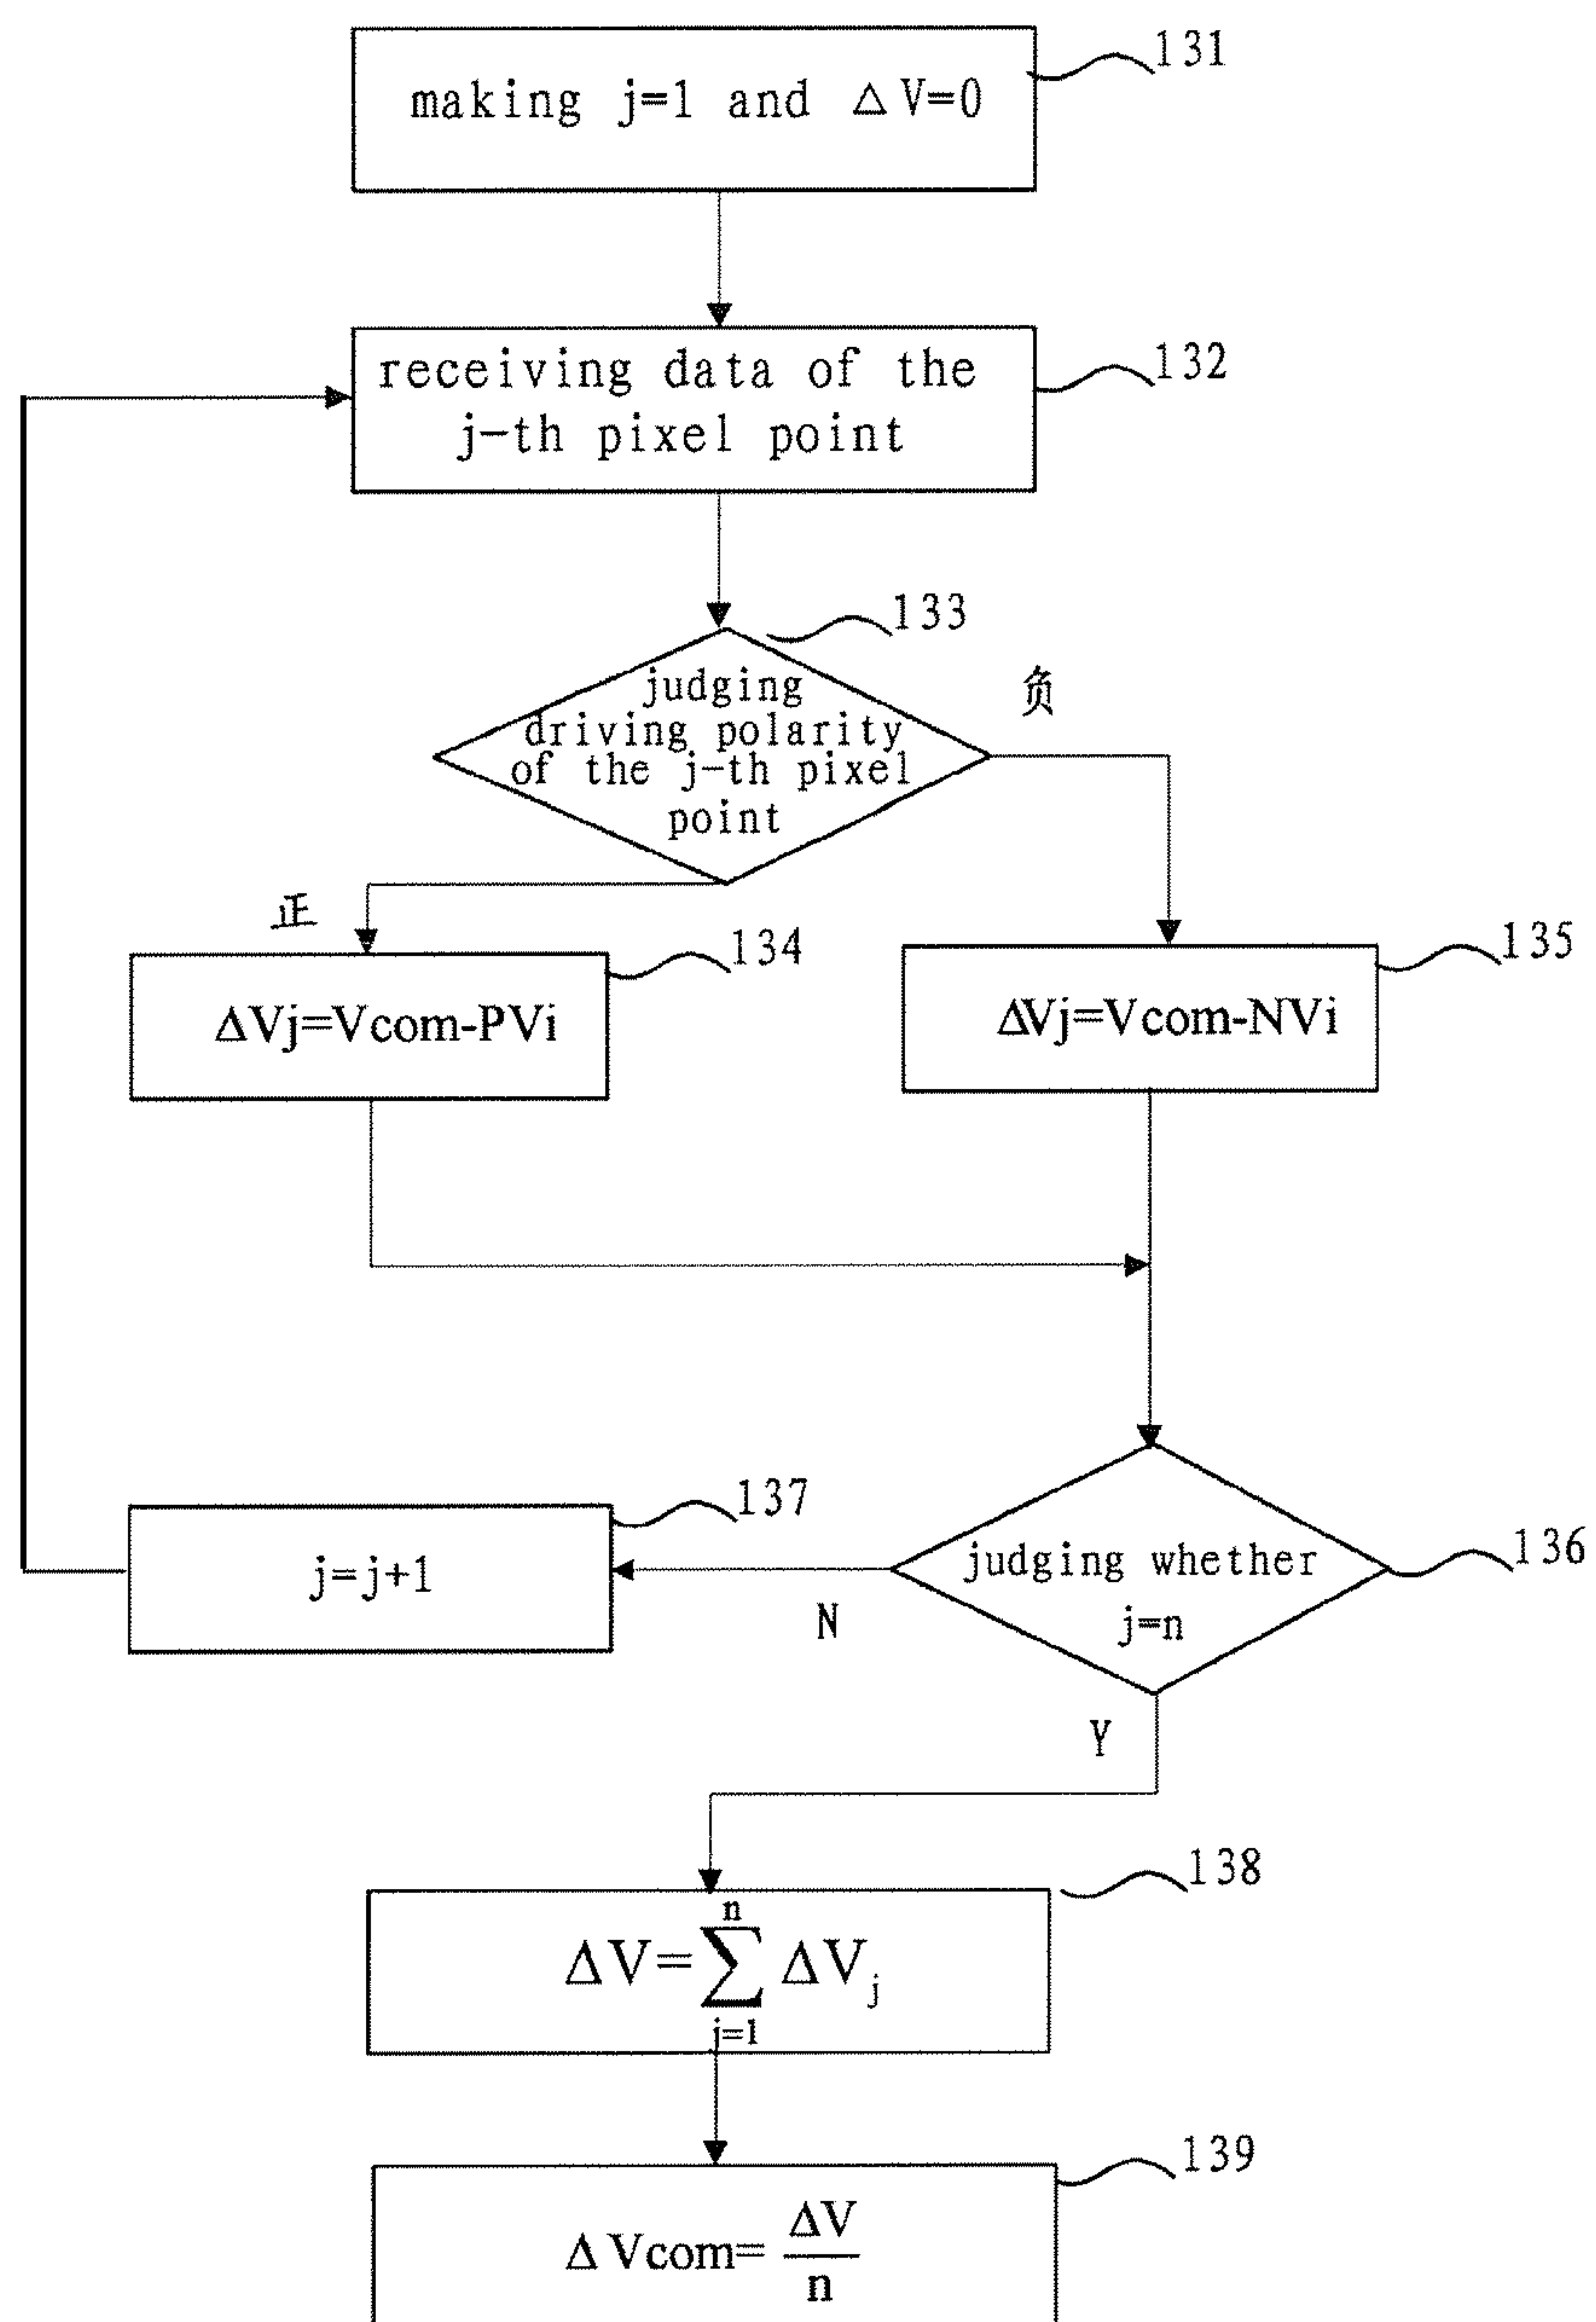 131
making j=1 and △V=0
132
receiving data of the
j-th pixel point
133
judging
driving polarity
of the j-th pixel
point
负
正
134
ΔVj=Vcom-PVi
135
ΔVj=Vcom-NVi
136
judging whether
j=n
N
137
j=j+1
Y
138
n
ΔV=∑ΔVj
j=1
139
ΔVcom=ΔV/n